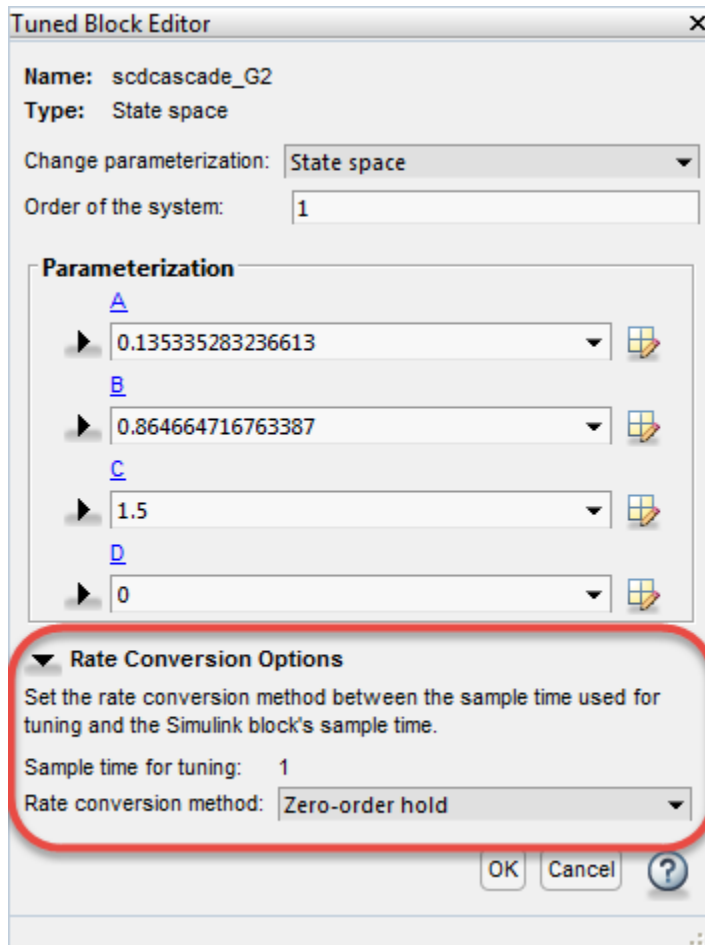 Tuned Block Editor
Name: scdcascade_G2
Type: State space
Change parameterization: State space
Order of the system: 1
Parameterization
A
0.135335283236613
B
0.864664716763387
C
1.5
D
0
Rate Conversion Options
Set the rate conversion method between the sample time used for
tuning and the Simulink block's sample time.
Sample time for tuning: 1
Rate conversion method: Zero-order hold
OK Cancel ?